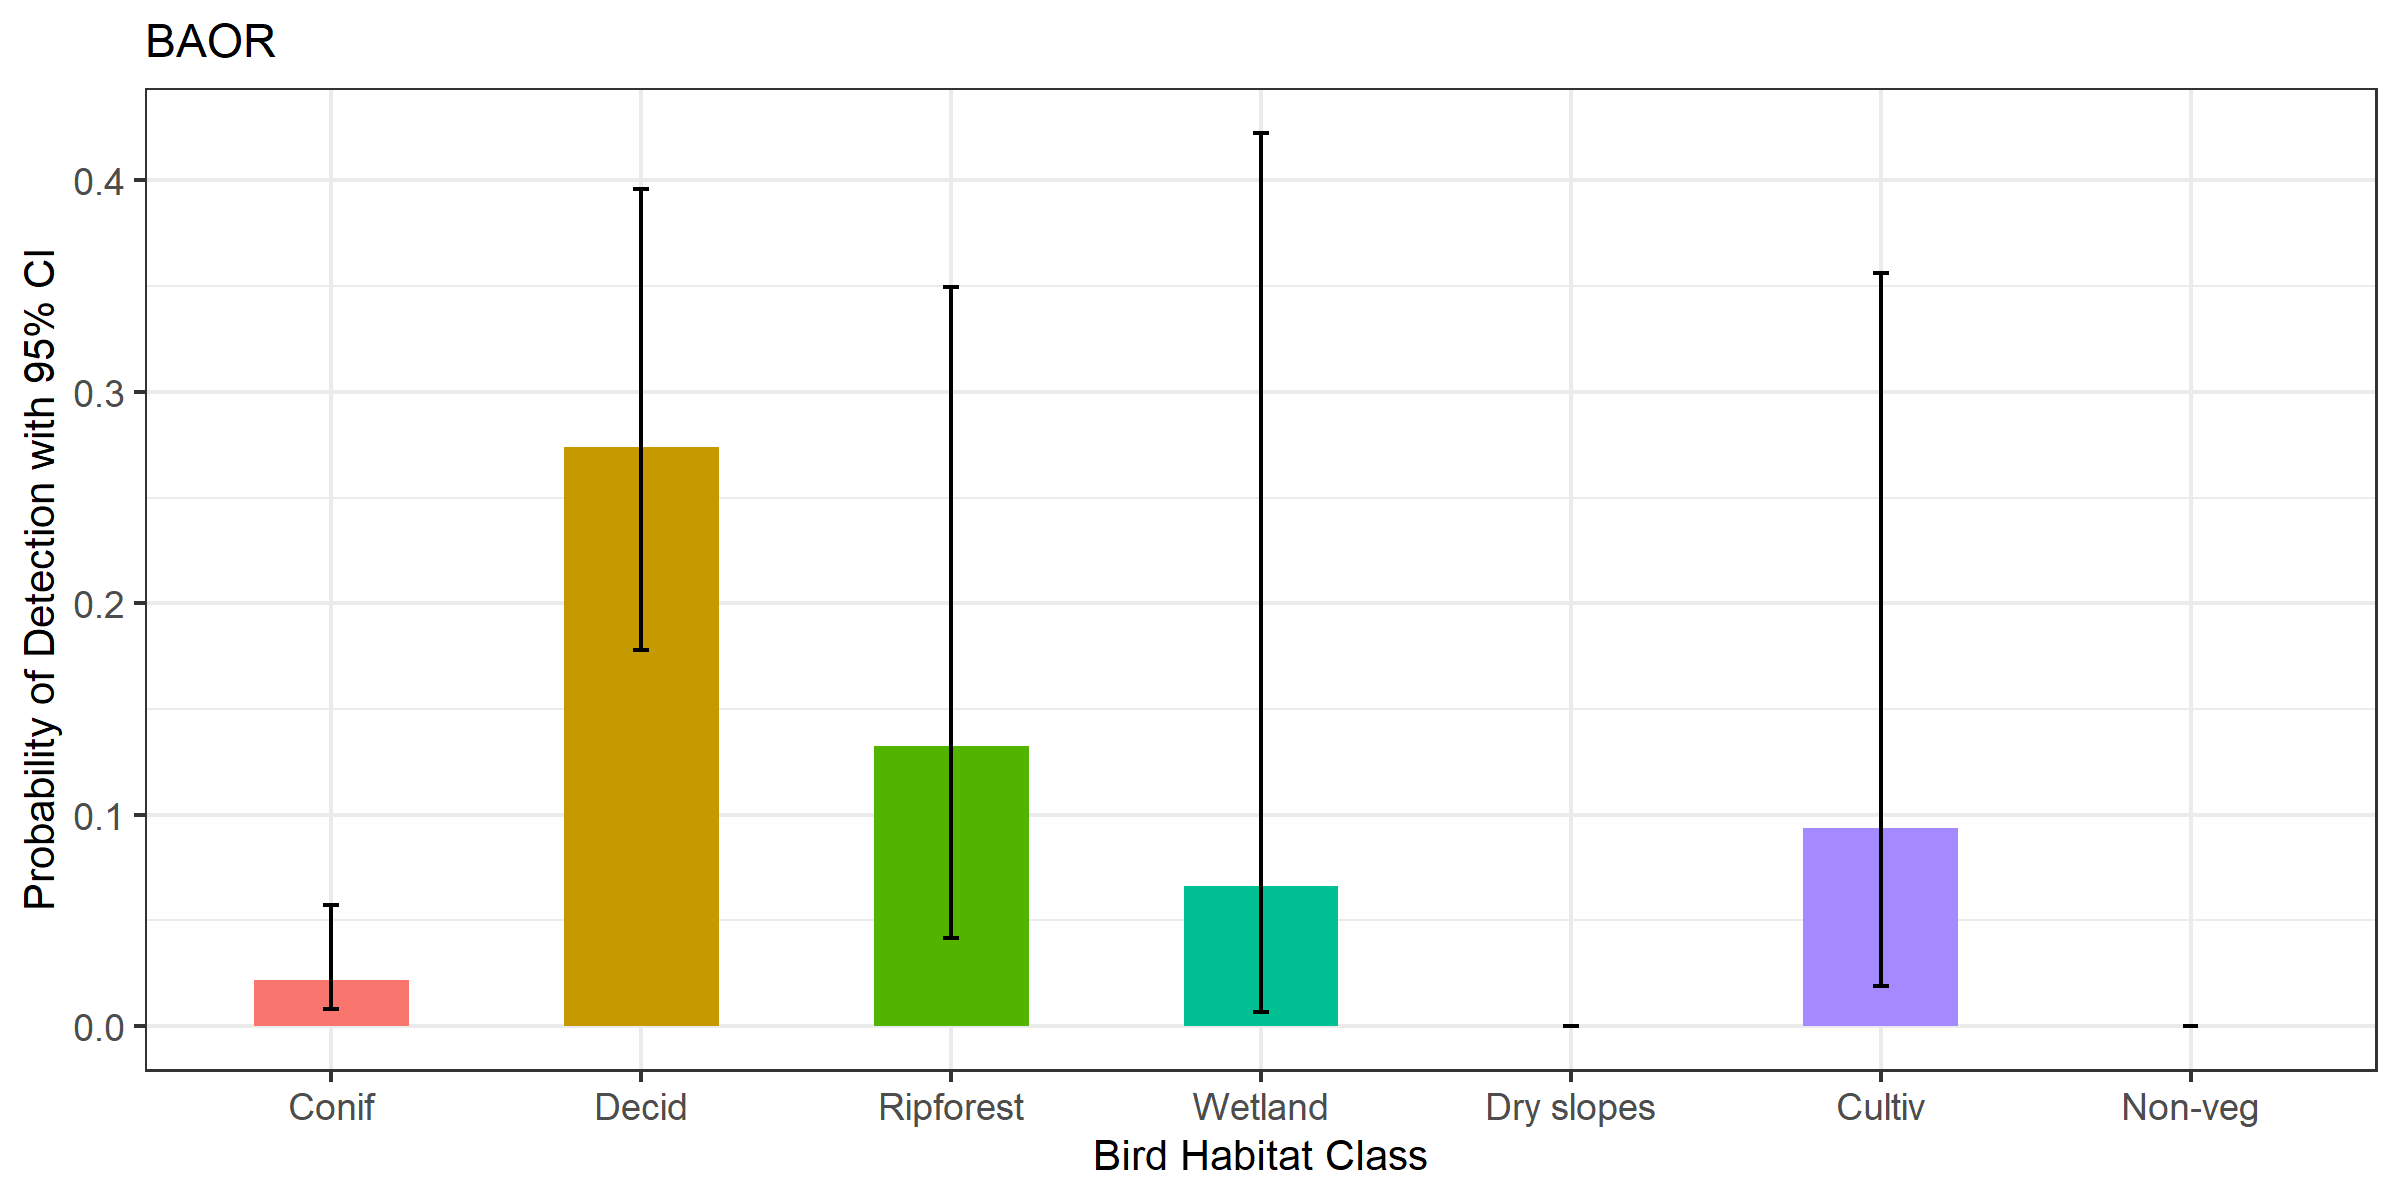 BAOR
Probability of Detection with 95% CI
0.4
0.3
0.2
0.1
0.0
Conif Decid Ripforest Wetland Dry slopes Cultiv Non-veg
Bird Habitat Class